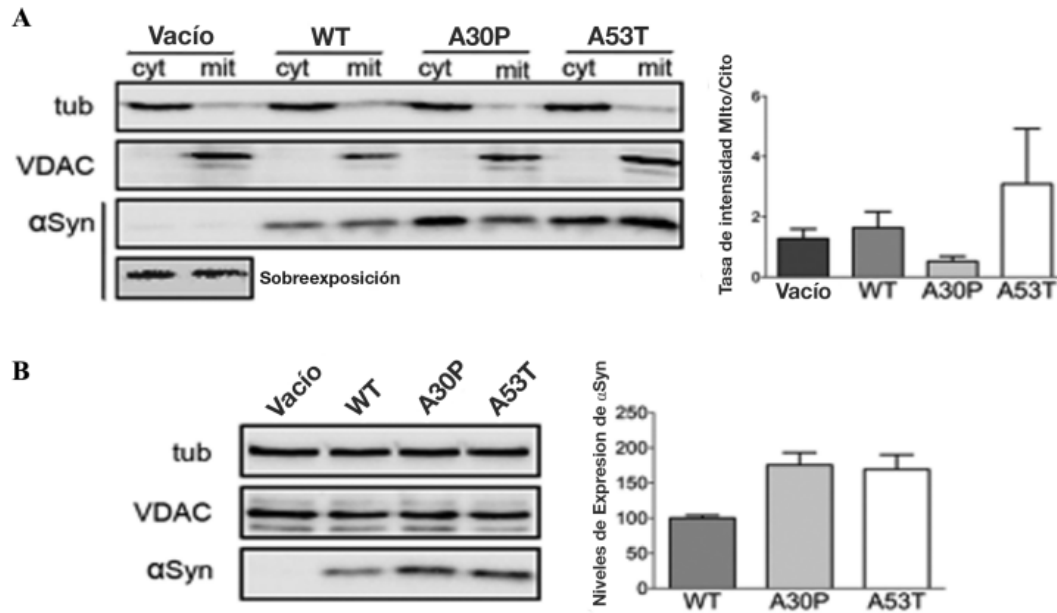 A
Vacío WT A30P A53T
cyt mit cyt mit cyt mit cyt mit
tub
VDAC
αSyn
Sobreexposición
Tasa de intensidad MIto/Cito
6
4
2
0
Vacío WT A30P A53T
B
Vacío WT A30P A53T
tub
VDAC
αSyn
Niveles de Expresion de αSyn
250
200
150
100
50
0
WT A30P A53T